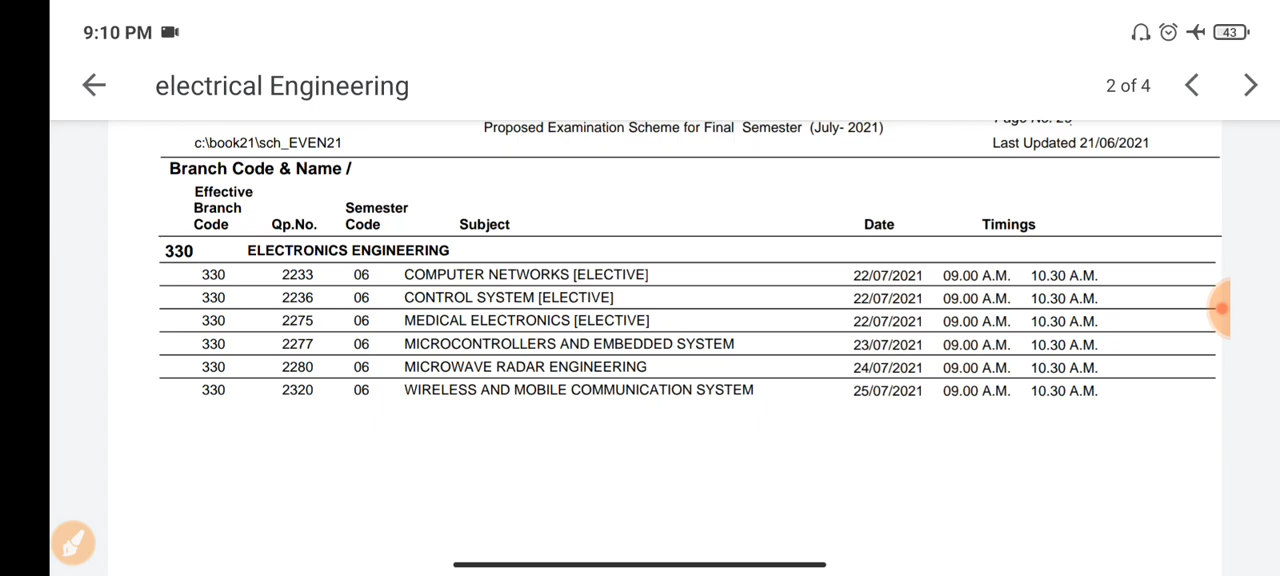 9:10 PM
43
electrical Engineering
2 of 4
Proposed Examination Scheme for Final Semester (July- 2021)
c:\book21\sch_EVEN21
Last Updated 21/06/2021
Branch Code & Name /
Effective Branch Code Qp.No. Semester Code Subject Date Timings
330 ELECTRONICS ENGINEERING
330 2233 06 COMPUTER NETWORKS [ELECTIVE] 22/07/2021 09.00 A.M. 10.30 A.M.
330 2236 06 CONTROL SYSTEM [ELECTIVE] 22/07/2021 09.00 A.M. 10.30 A.M.
330 2275 06 MEDICAL ELECTRONICS [ELECTIVE] 22/07/2021 09.00 A.M. 10.30 A.M.
330 2277 06 MICROCONTROLLERS AND EMBEDDED SYSTEM 23/07/2021 09.00 A.M. 10.30 A.M.
330 2280 06 MICROWAVE RADAR ENGINEERING 24/07/2021 09.00 A.M. 10.30 A.M.
330 2320 06 WIRELESS AND MOBILE COMMUNICATION SYSTEM 25/07/2021 09.00 A.M. 10.30 A.M.